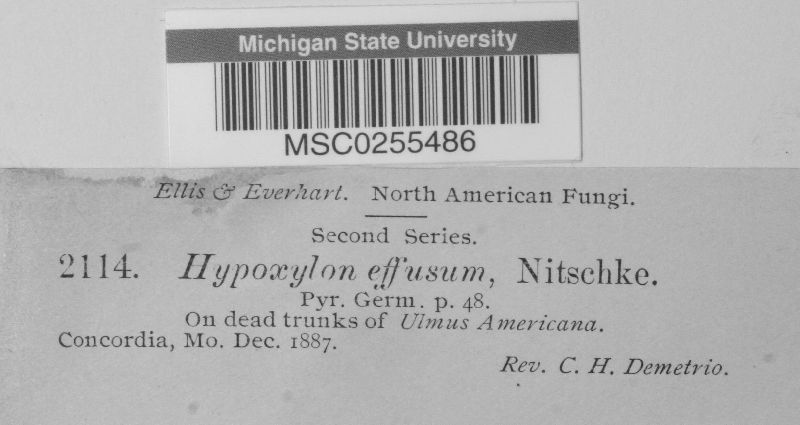 Michigan State University
MSC0255486
Ellis & Everhart. North American Fungi.
Second Series.
2114. Hypoxylon effusum, Nitschke.
Pyr. Germ. p. 48.
On dead trunks of Ulmus Americana.
Concordia, Mo. Dec. 1887.
Rev. C. H. Demetrio.